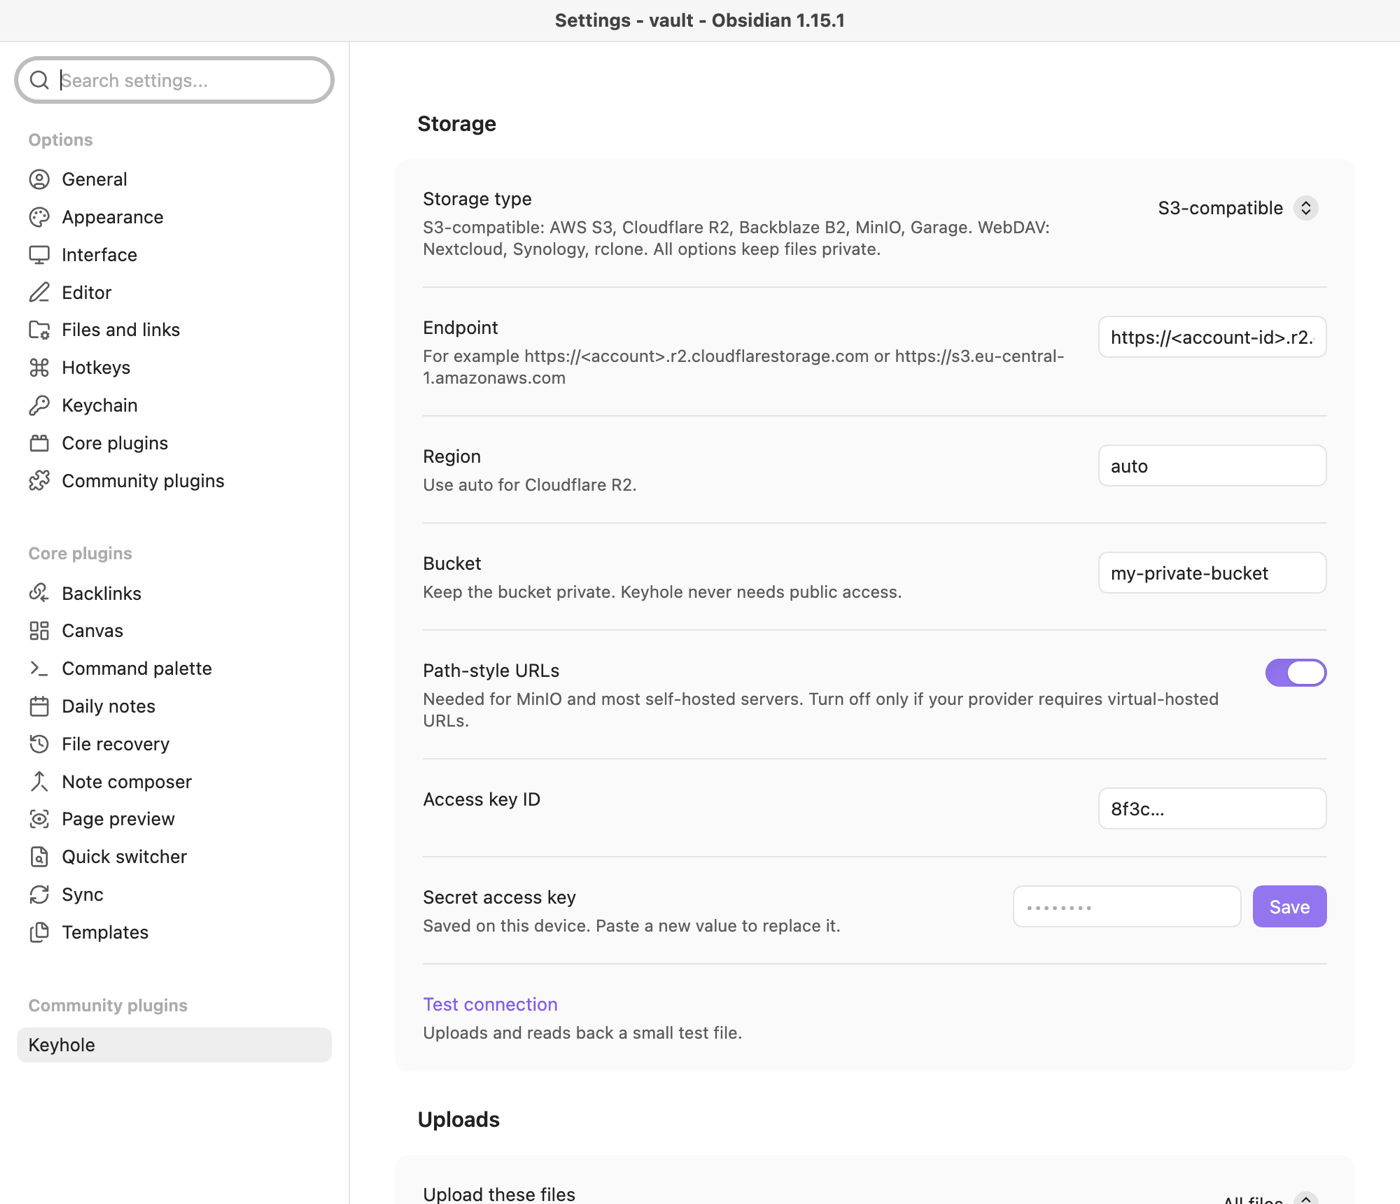 Settings - vault - Obsidian 1.15.1
Search settings...
Options
General
Appearance
Interface
Editor
Files and links
Hotkeys
Keychain
Core plugins
Community plugins
Core plugins
Backlinks
Canvas
Command palette
Daily notes
File recovery
Note composer
Page preview
Quick switcher
Sync
Templates
Community plugins
Keyhole
Storage
Storage type
S3-compatible: AWS S3, Cloudflare R2, Backblaze B2, MinIO, Garage. WebDAV:
Nextcloud, Synology, rclone. All options keep files private.
S3-compatible
Endpoint
For example https://<account>.r2.cloudflarestorage.com or https://s3.eu-central-
1.amazonaws.com
https://<account-id>.r2.
Region
Use auto for Cloudflare R2.
auto
Bucket
Keep the bucket private. Keyhole never needs public access.
my-private-bucket
Path-style URLs
Needed for MinIO and most self-hosted servers. Turn off only if your provider requires virtual-hosted
URLs.
Access key ID
8f3c...
Secret access key
Saved on this device. Paste a new value to replace it.
••••••••
Save
Test connection
Uploads and reads back a small test file.
Uploads
Upload these files
All files